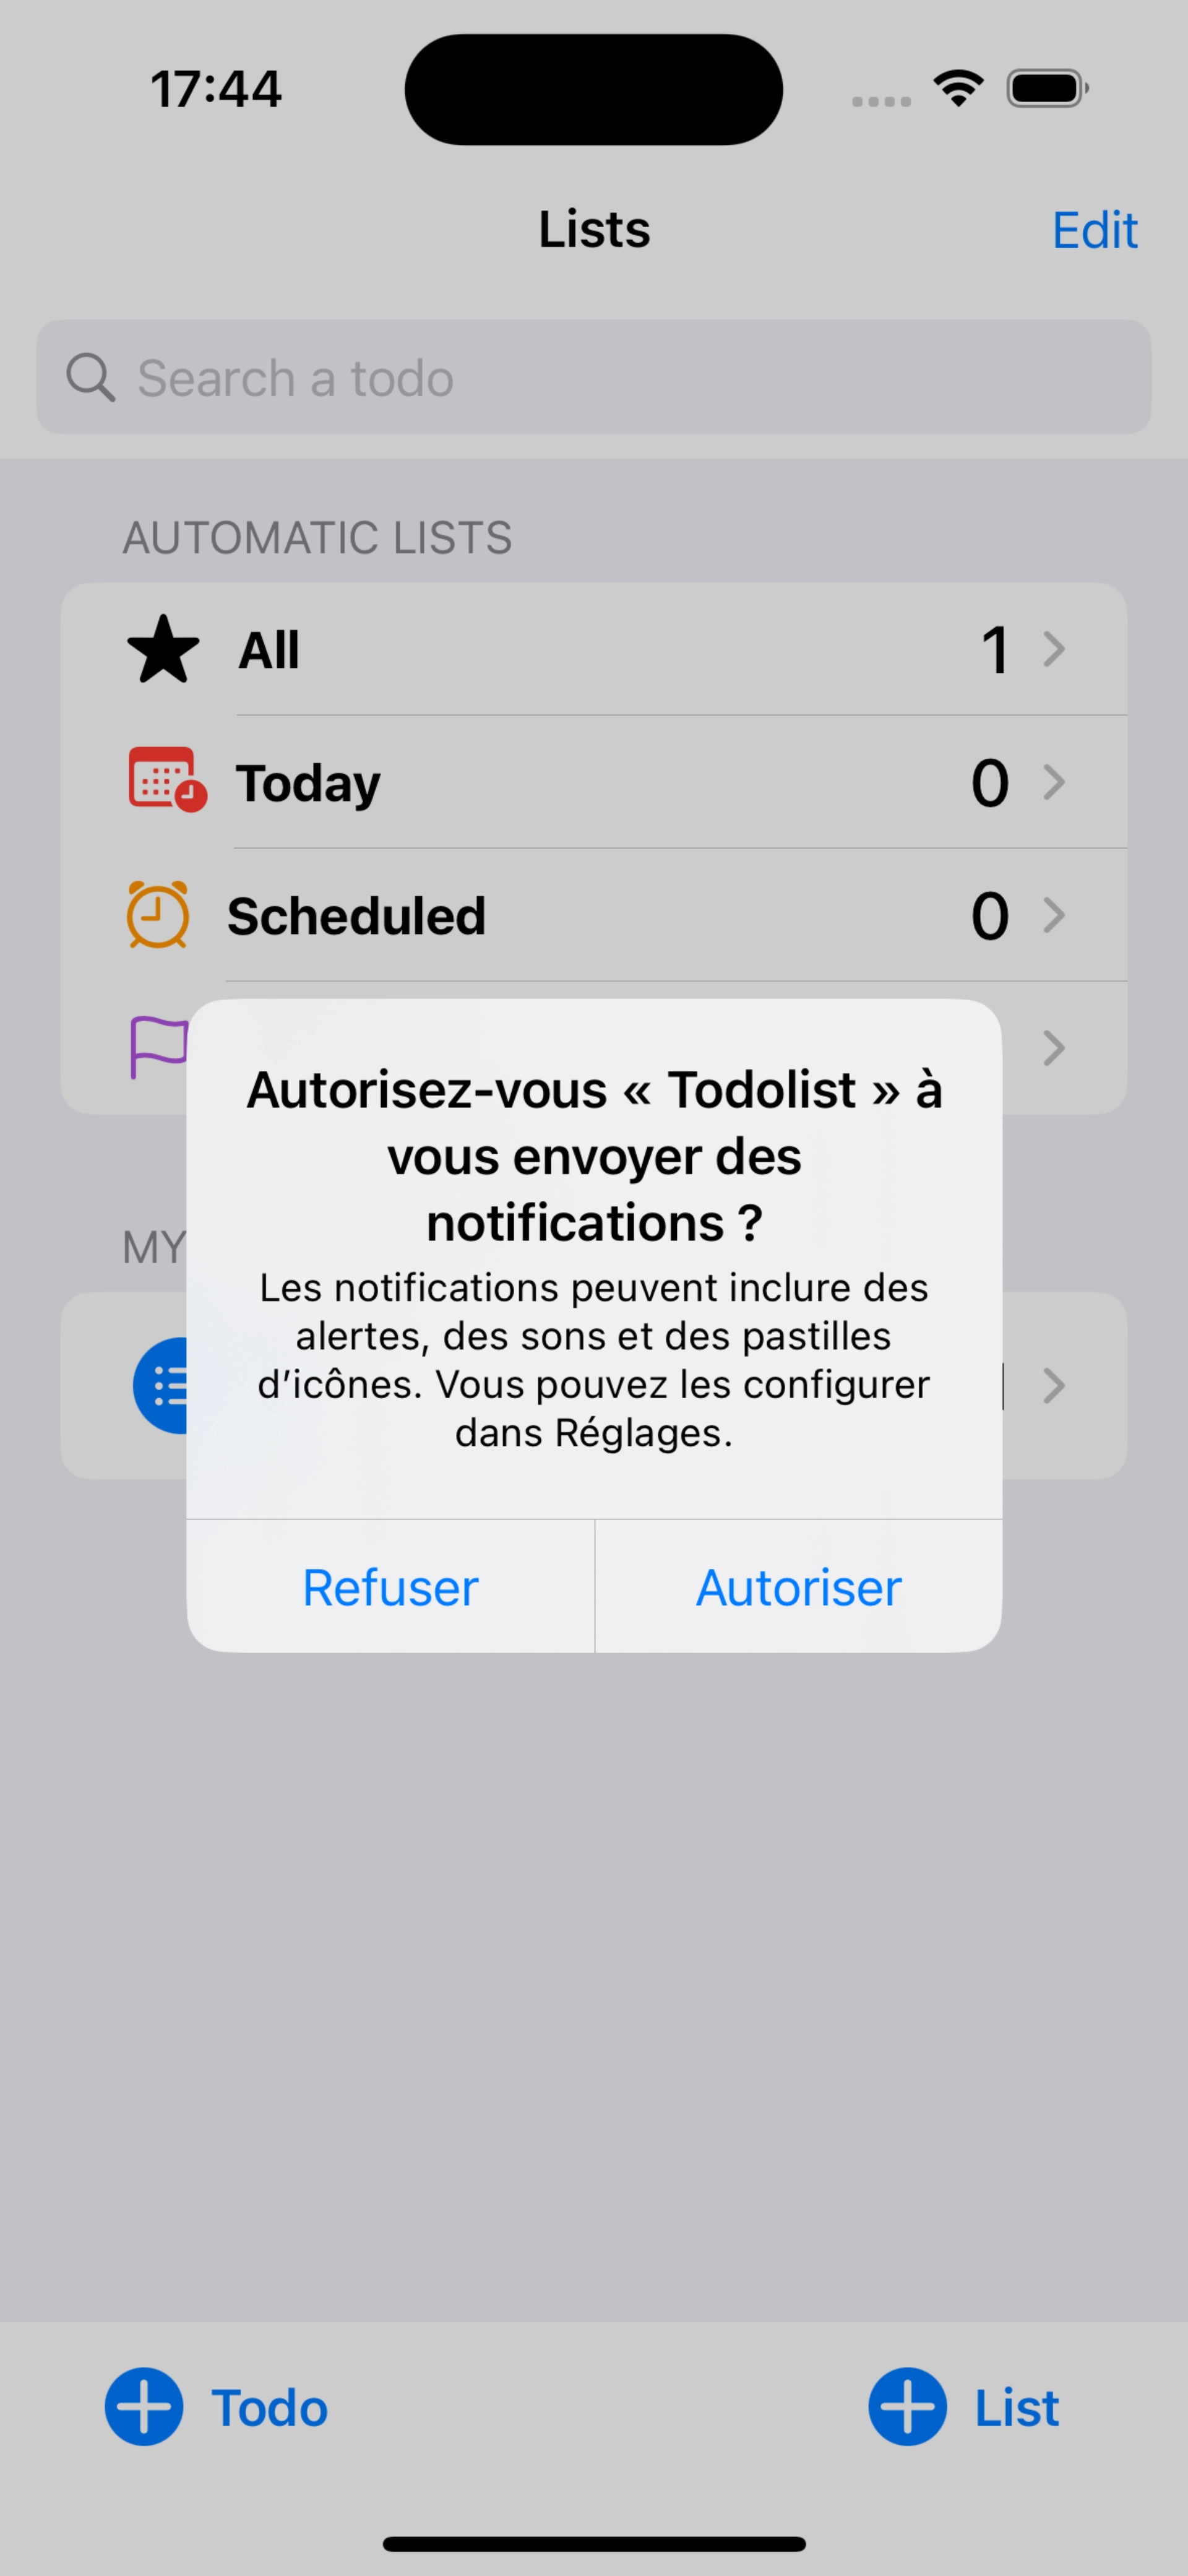 17:44
Lists
Edit
Search a todo
AUTOMATIC LISTS
All 1
Today 0
Scheduled 0
Autorisez-vous « Todolist » à
vous envoyer des
notifications ?
MY
Les notifications peuvent inclure des
alertes, des sons et des pastilles
d’icônes. Vous pouvez les configurer
dans Réglages.
Refuser
Autoriser
Todo
List